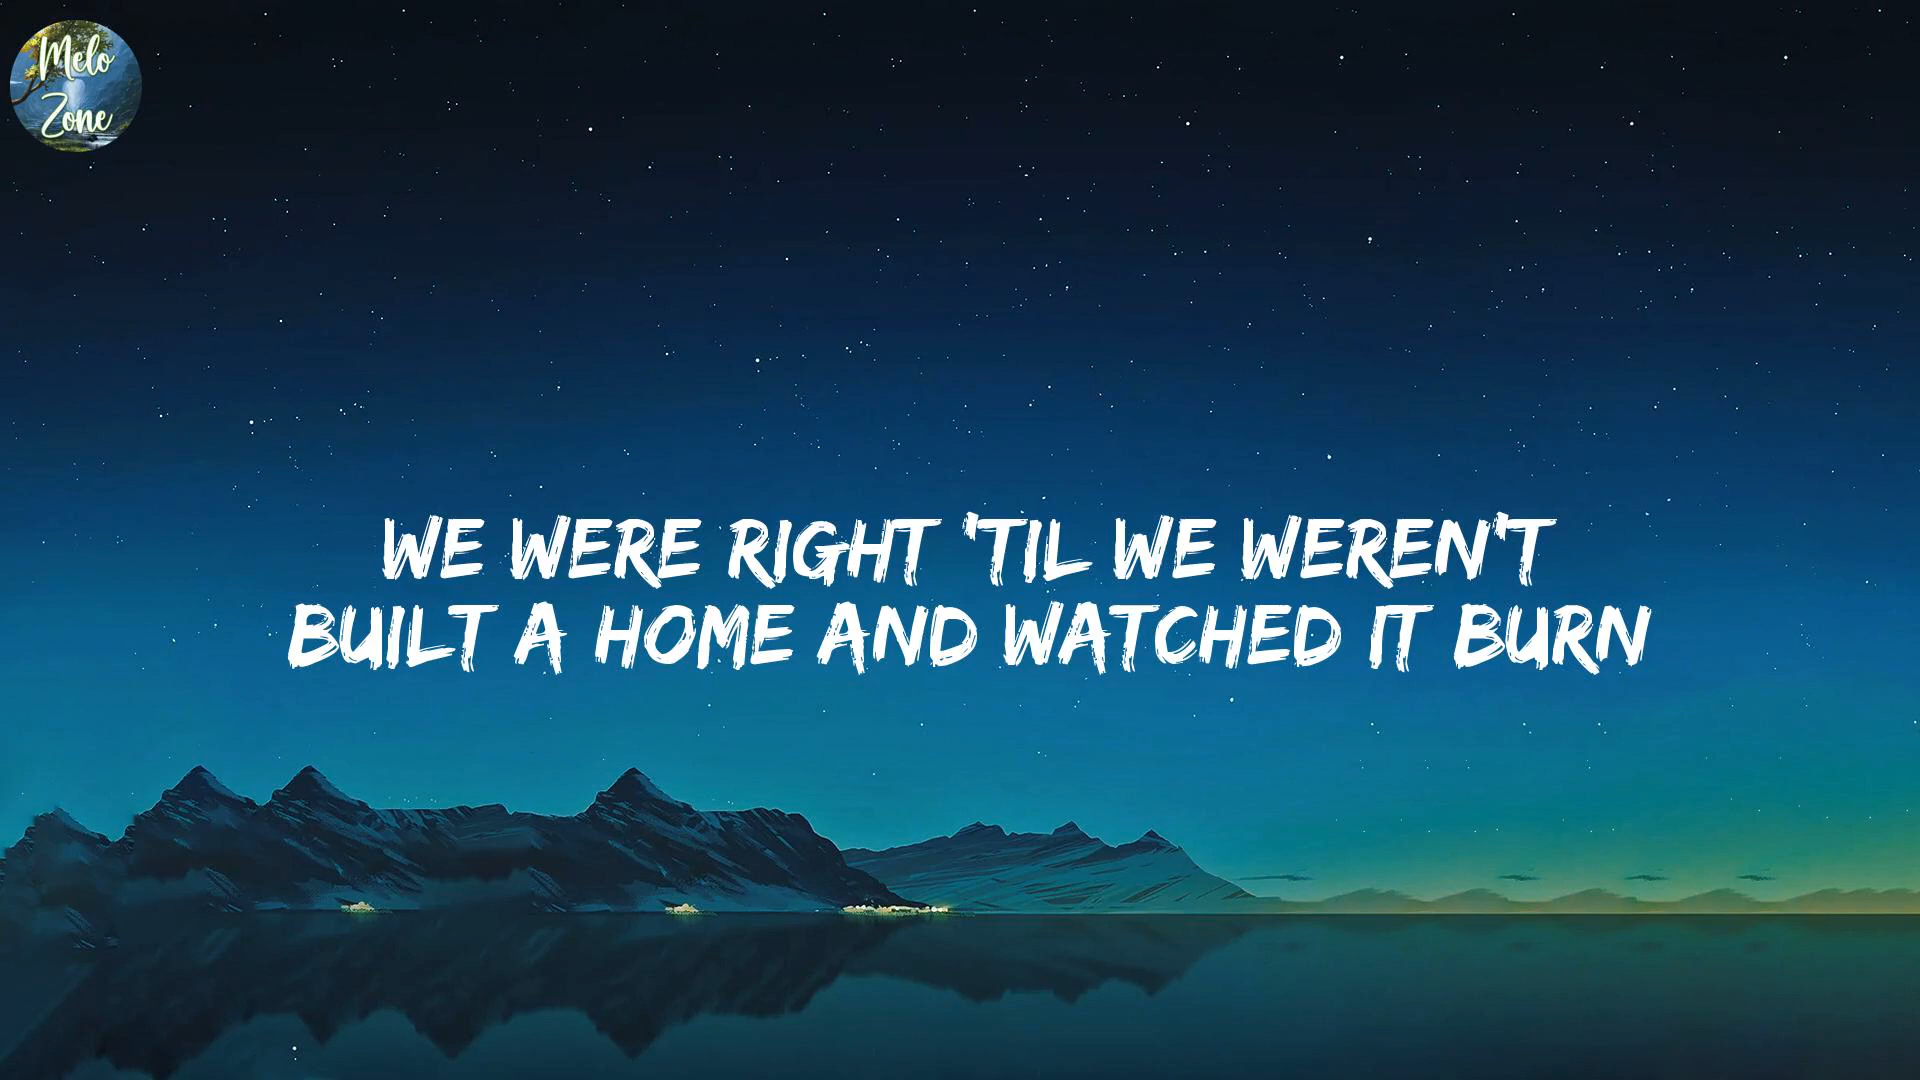 Melo
Zone
WE WERE RIGHT 'TIL WE WEREN'T
BUILT A HOME AND WATCHED IT BURN